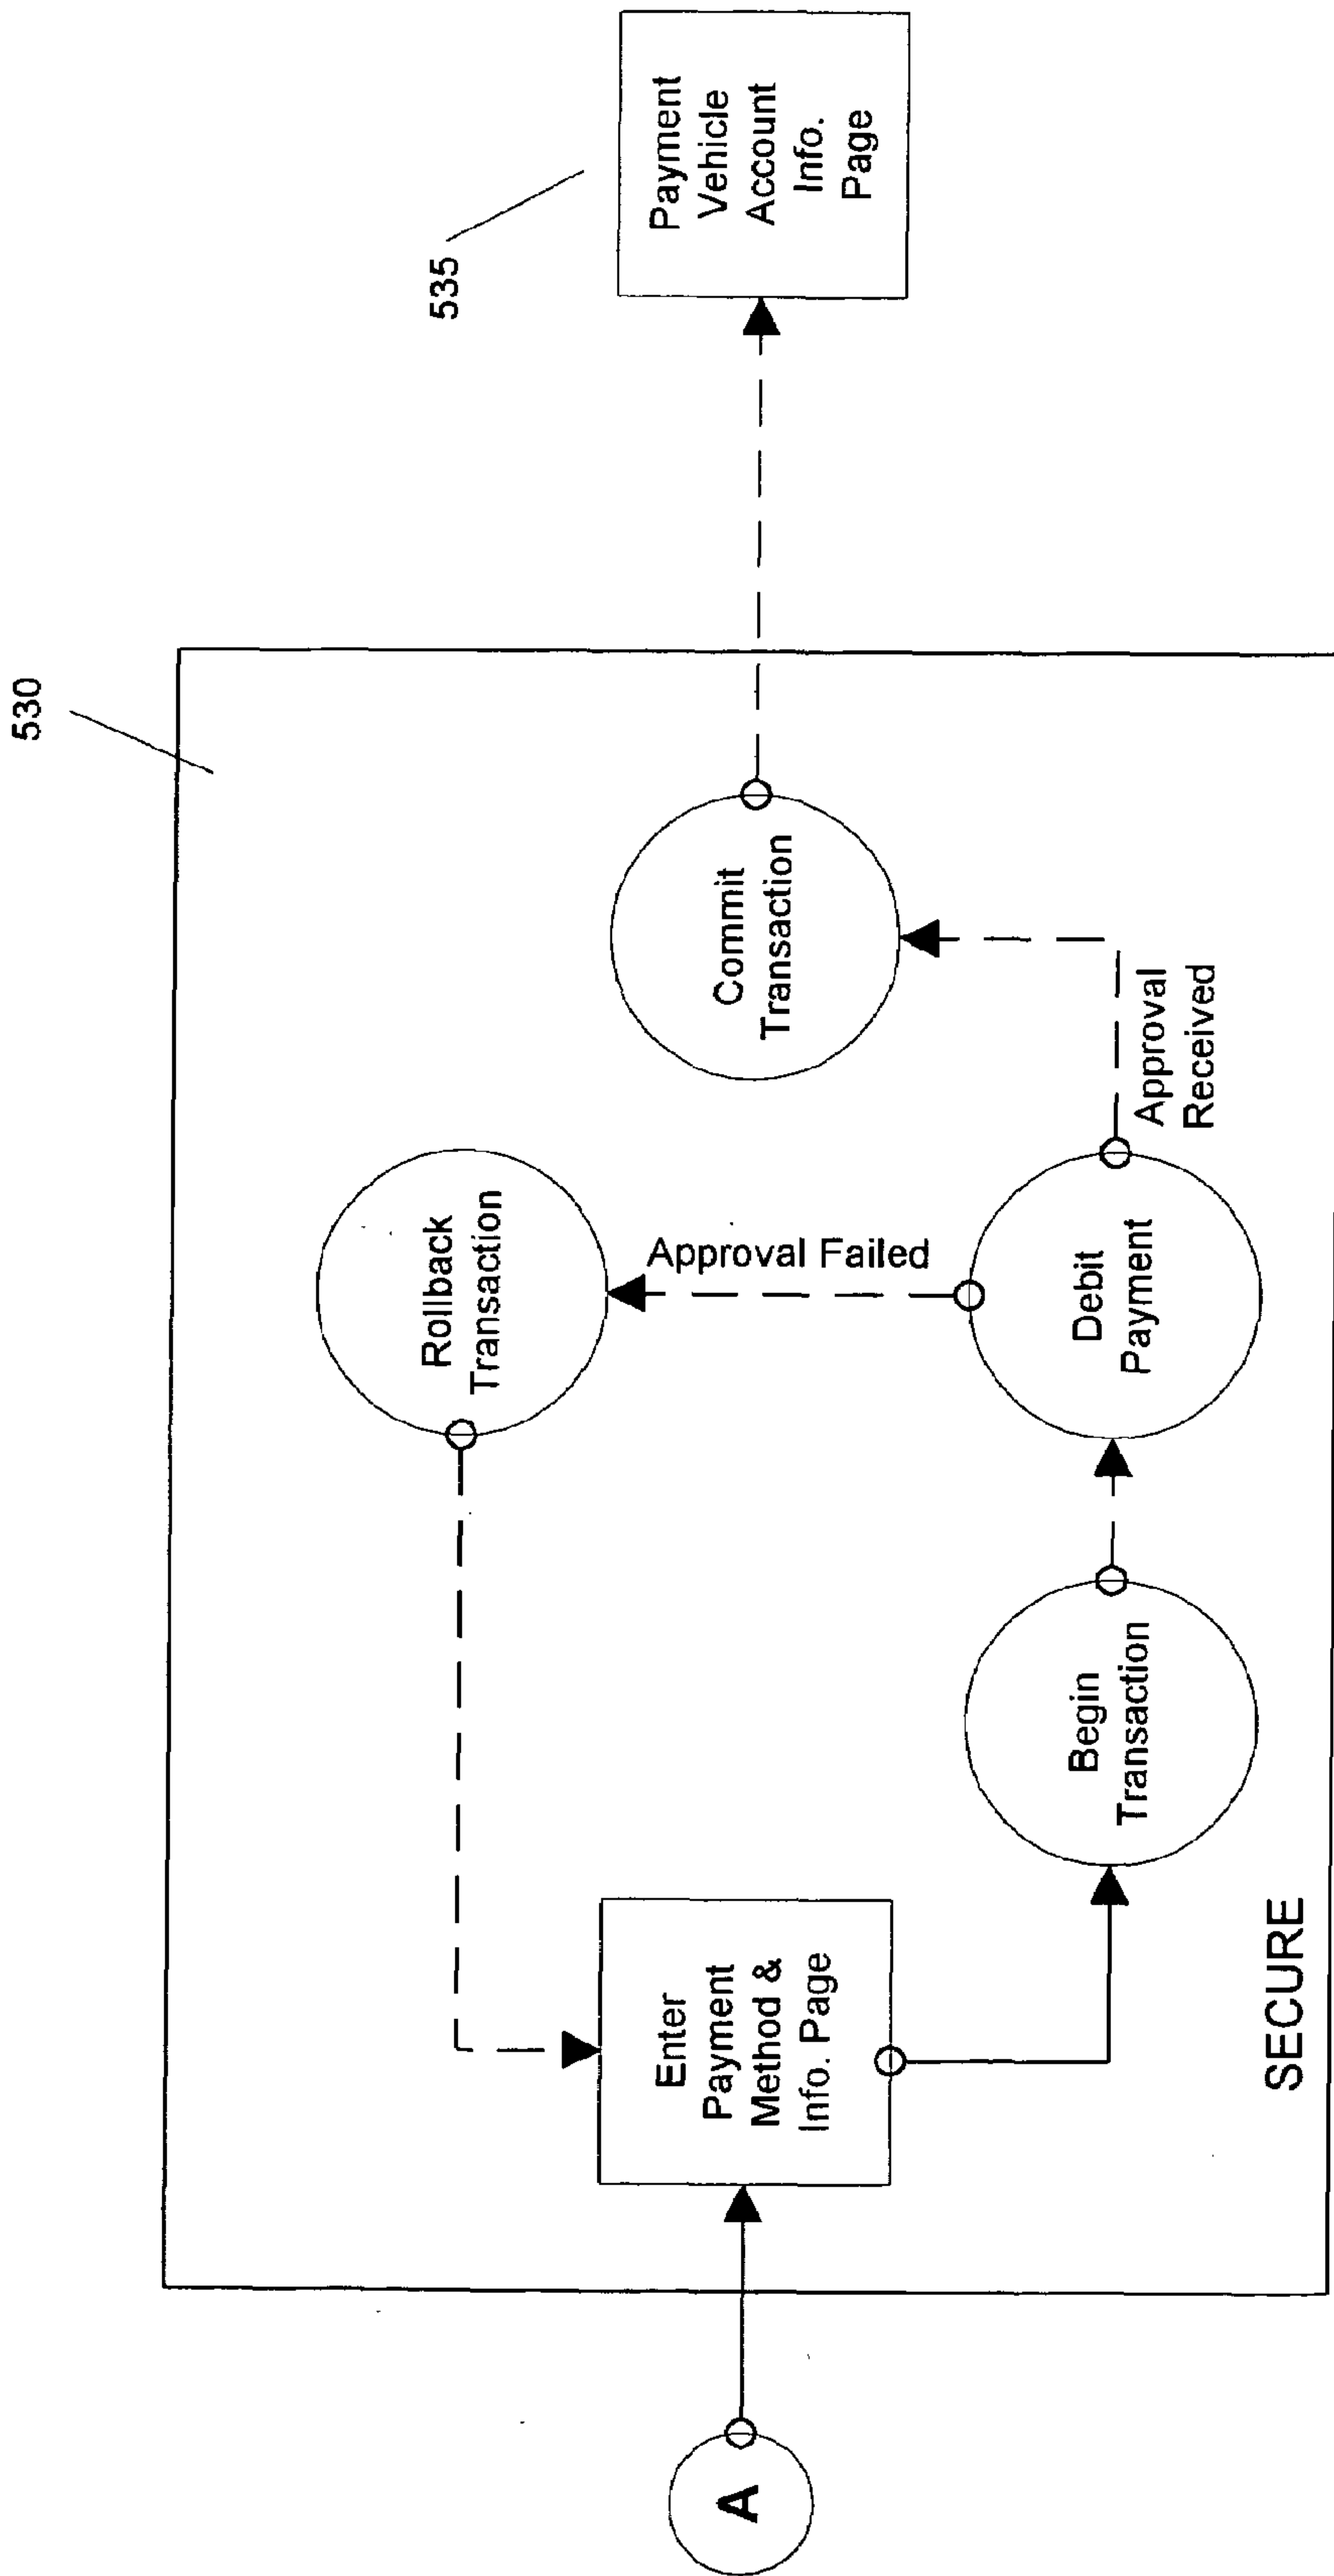 530
535
A
Enter
Payment
Method &
Info. Page
Rollback
Transaction
Approval Failed
Begin
Transaction
Debit
Payment
Approval
Received
Commit
Transaction
Payment
Vehicle
Account
Info.
Page
SECURE